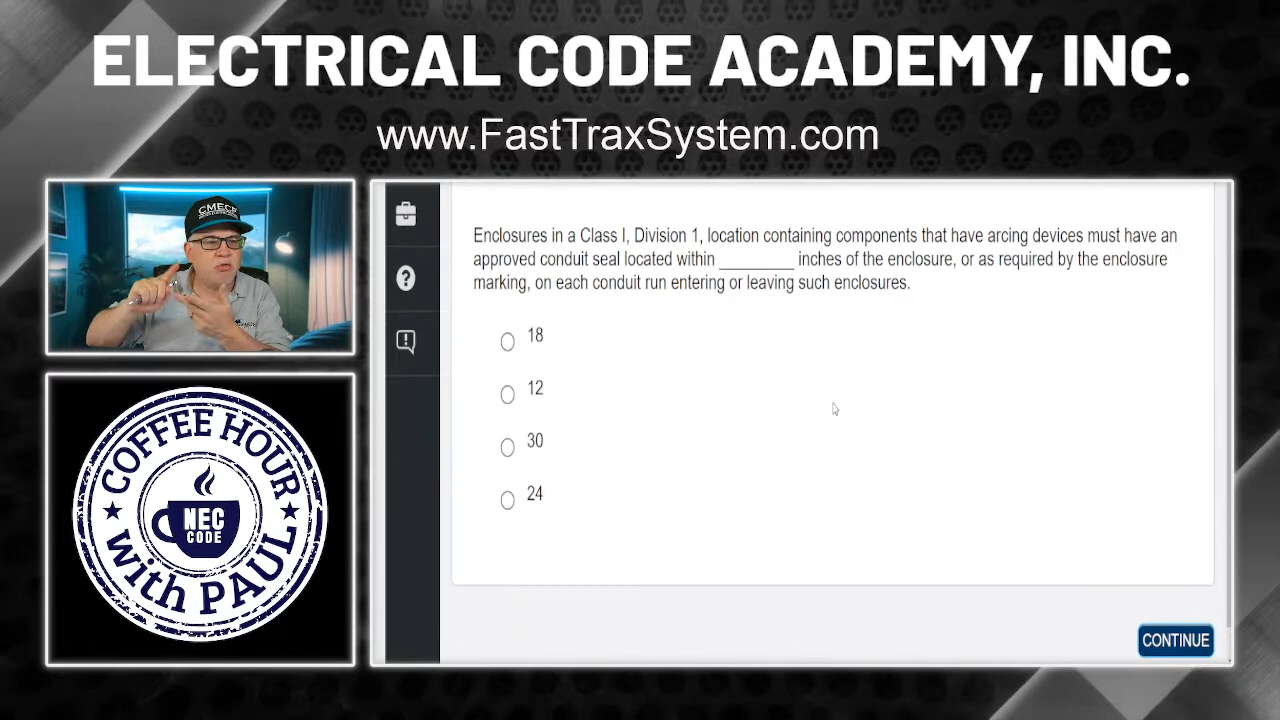 ELECTRICAL CODE ACADEMY, INC.
www.FastTraxSystem.com
CMECP
Enclosures in a Class I, Division 1, location containing components that have arcing devices must have an
approved conduit seal located within _________ inches of the enclosure, or as required by the enclosure
marking, on each conduit run entering or leaving such enclosures.
18
12
30
24
CONTINUE
COFFEE HOUR
NEC
CODE
with PAUL